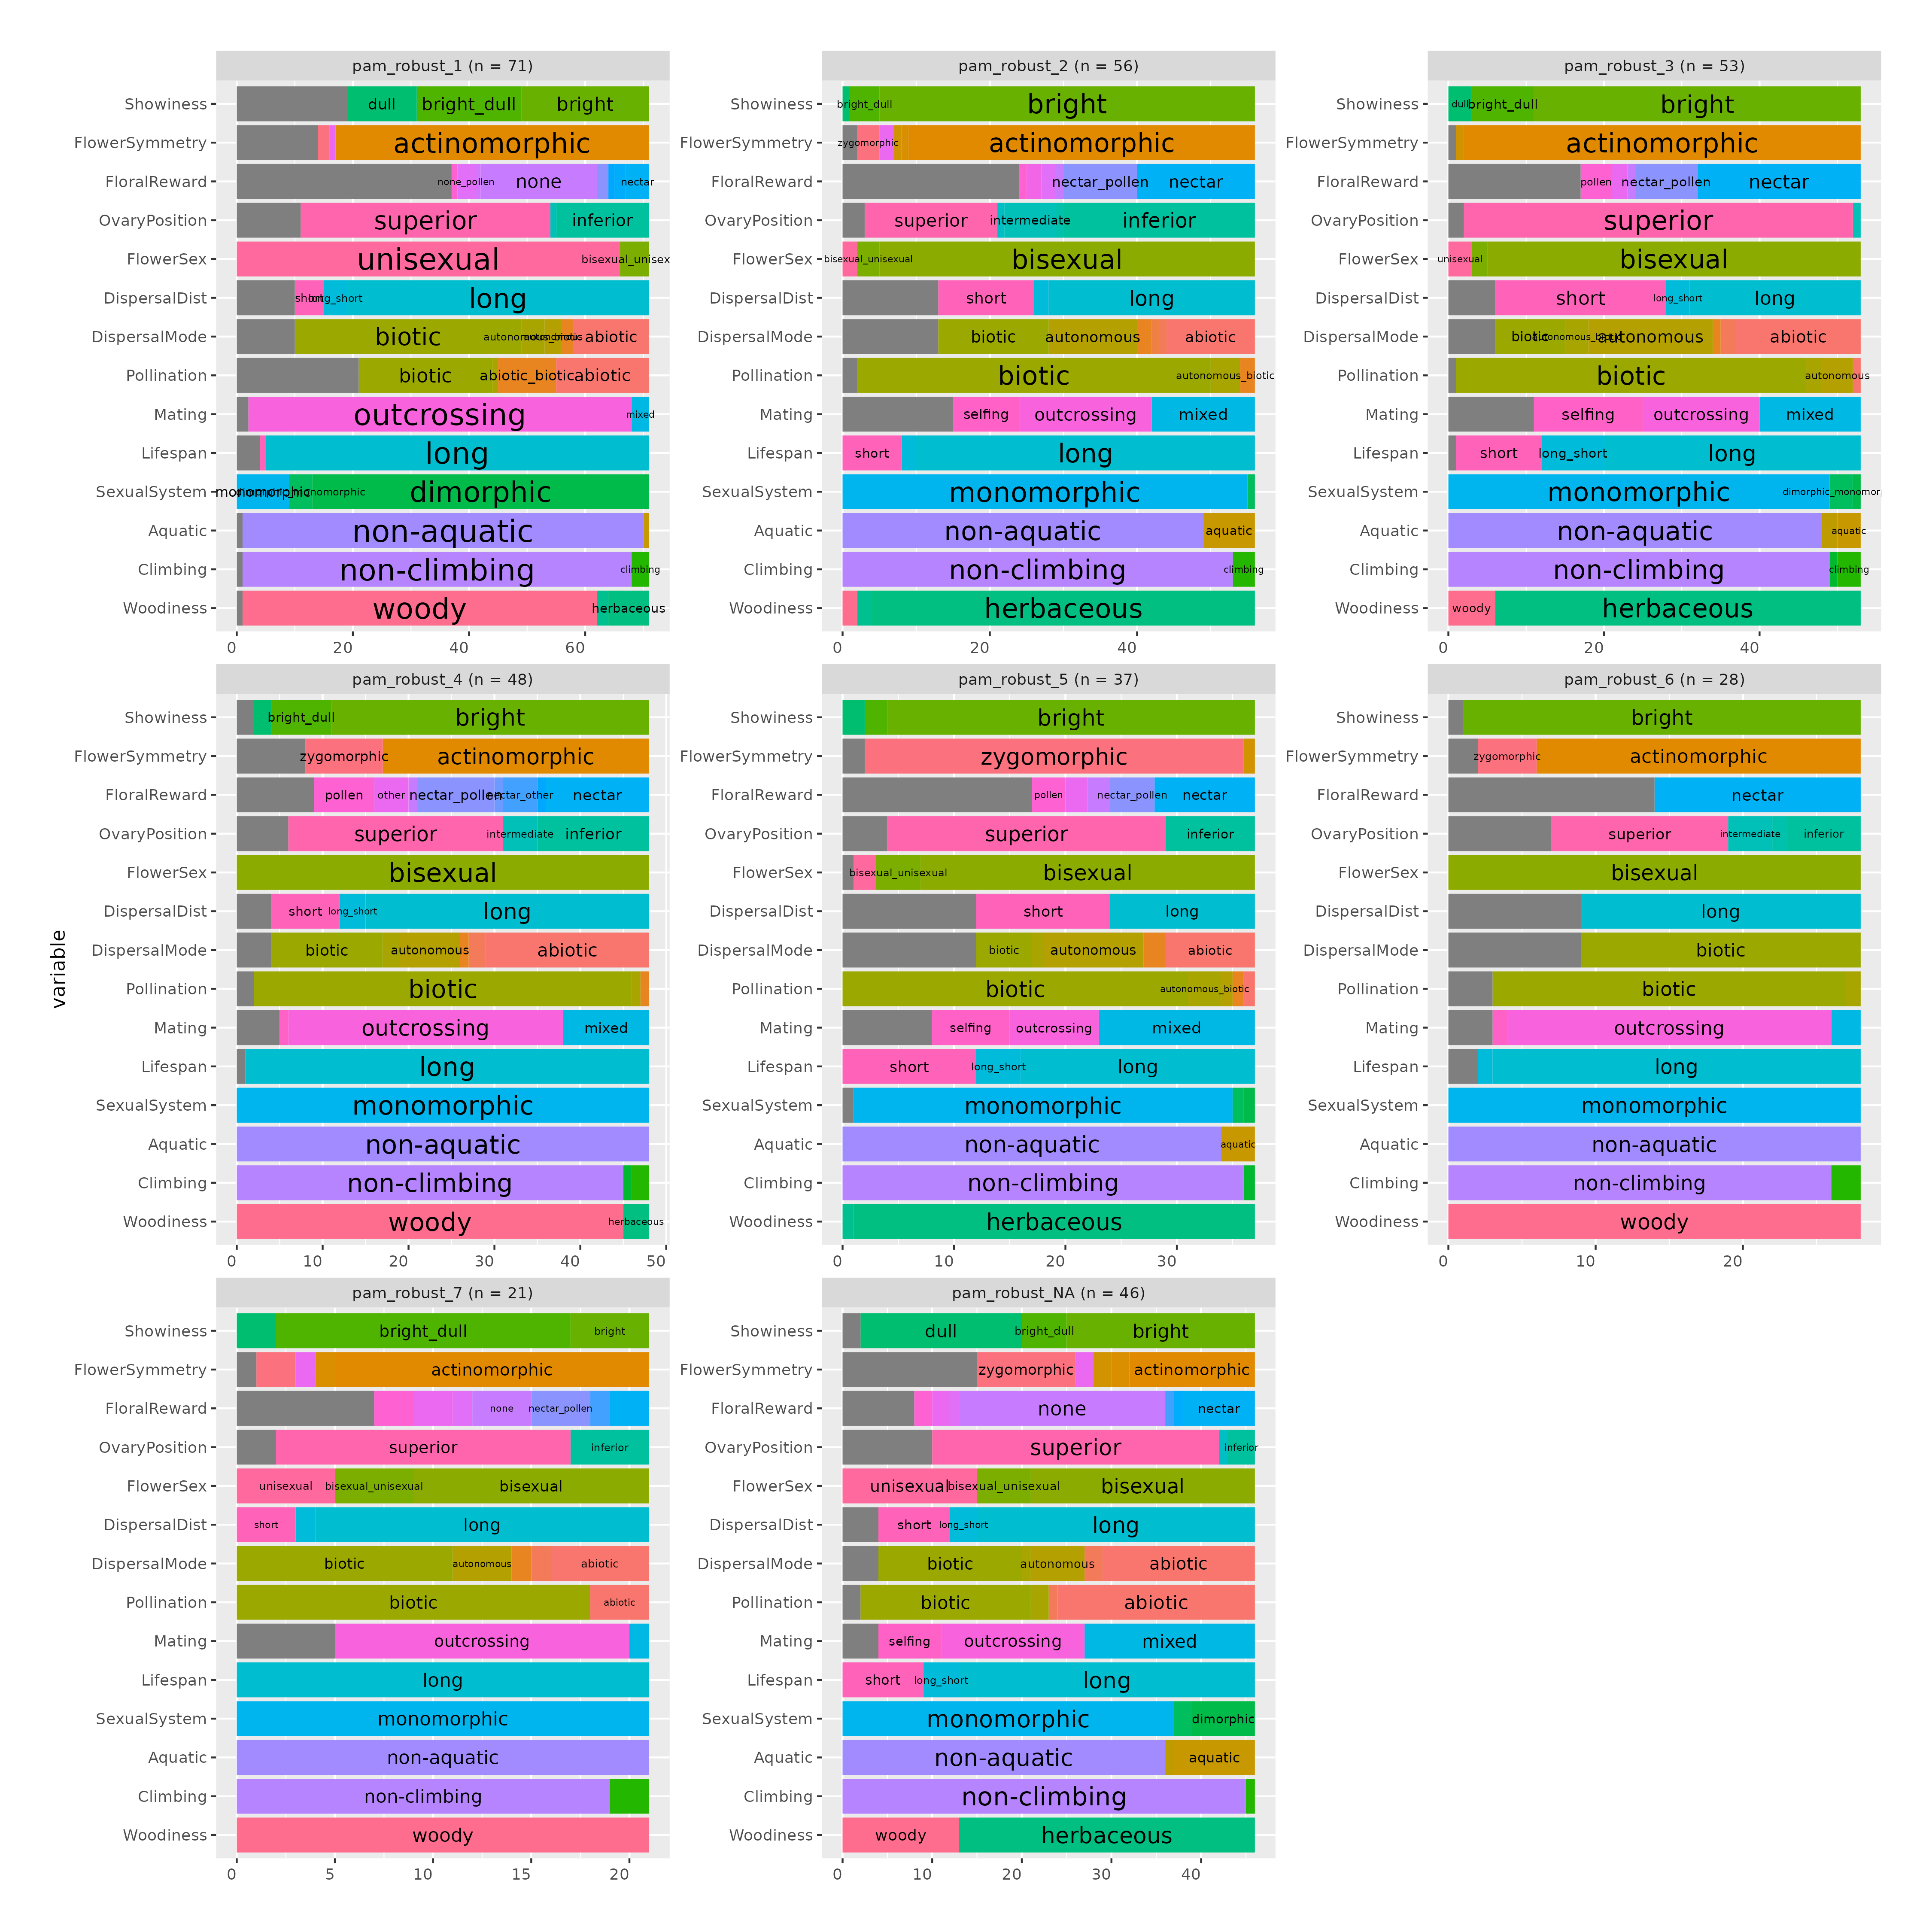 pam_robust_1 (n = 71)
Showiness dull bright_dull bright
FlowerSymmetry actinomorphic
FloralReward none_pollen none nectar
OvaryPosition superior inferior
FlowerSex unisexual bisexual_unisex
DispersalDist short long_short long
DispersalMode biotic autonomous abiotic
Pollination biotic abiotic_biotic abiotic
Mating outcrossing mixed
Lifespan long
SexualSystem monomorphic dimorphic
Aquatic non-aquatic
Climbing non-climbing climbing
Woodiness woody herbaceous
0 20 40 60
pam_robust_2 (n = 56)
Showiness bright_dull bright
FlowerSymmetry zygomorphic actinomorphic
FloralReward nectar_pollen nectar
OvaryPosition superior intermediate inferior
FlowerSex bisexual_unisexual bisexual
DispersalDist short long
DispersalMode biotic autonomous abiotic
Pollination biotic autonomous_biotic
Mating selfing outcrossing mixed
Lifespan short long
SexualSystem monomorphic
Aquatic non-aquatic aquatic
Climbing non-climbing climbing
Woodiness herbaceous
0 20 40
pam_robust_3 (n = 53)
Showiness dull bright_dull bright
FlowerSymmetry actinomorphic
FloralReward pollen nectar_pollen nectar
OvaryPosition superior
FlowerSex unisexual bisexual
DispersalDist short long_short long
DispersalMode biotic autonomous_biotic autonomous abiotic
Pollination biotic autonomous
Mating selfing outcrossing mixed
Lifespan short long_short long
SexualSystem monomorphic dimorphic_monomor
Aquatic non-aquatic aquatic
Climbing non-climbing climbing
Woodiness woody herbaceous
0 20 40
variable
pam_robust_4 (n = 48)
Showiness bright_dull bright
FlowerSymmetry zygomorphic actinomorphic
FloralReward pollen other nectar_pollen nectar_other nectar
OvaryPosition superior intermediate inferior
FlowerSex bisexual
DispersalDist short long_short long
DispersalMode biotic autonomous abiotic
Pollination biotic
Mating outcrossing mixed
Lifespan long
SexualSystem monomorphic
Aquatic non-aquatic
Climbing non-climbing
Woodiness woody herbaceous
0 10 20 30 40 50
pam_robust_5 (n = 37)
Showiness bright
FlowerSymmetry zygomorphic
FloralReward pollen nectar_pollen nectar
OvaryPosition superior inferior
FlowerSex bisexual_unisexual bisexual
DispersalDist short long
DispersalMode biotic autonomous abiotic
Pollination biotic autonomous_biotic
Mating selfing outcrossing mixed
Lifespan short long_short long
SexualSystem monomorphic
Aquatic non-aquatic aquatic
Climbing non-climbing
Woodiness herbaceous
0 10 20 30
pam_robust_6 (n = 28)
Showiness bright
FlowerSymmetry zygomorphic actinomorphic
FloralReward nectar
OvaryPosition superior intermediate inferior
FlowerSex bisexual
DispersalDist long
DispersalMode biotic
Pollination biotic
Mating outcrossing
Lifespan long
SexualSystem monomorphic
Aquatic non-aquatic
Climbing non-climbing
Woodiness woody
0 10 20
pam_robust_7 (n = 21)
Showiness bright_dull bright
FlowerSymmetry actinomorphic
FloralReward none nectar_pollen
OvaryPosition superior inferior
FlowerSex unisexual bisexual_unisexual bisexual
DispersalDist short long
DispersalMode biotic autonomous abiotic
Pollination biotic abiotic
Mating outcrossing
Lifespan long
SexualSystem monomorphic
Aquatic non-aquatic
Climbing non-climbing
Woodiness woody
0 5 10 15 20
pam_robust_NA (n = 46)
Showiness dull bright_dull bright
FlowerSymmetry zygomorphic actinomorphic
FloralReward none nectar
OvaryPosition superior inferior
FlowerSex unisexual bisexual_unisexual bisexual
DispersalDist short long_short long
DispersalMode biotic autonomous abiotic
Pollination biotic abiotic
Mating selfing outcrossing mixed
Lifespan short long_short long
SexualSystem monomorphic dimorphic
Aquatic non-aquatic aquatic
Climbing non-climbing
Woodiness woody herbaceous
0 10 20 30 40